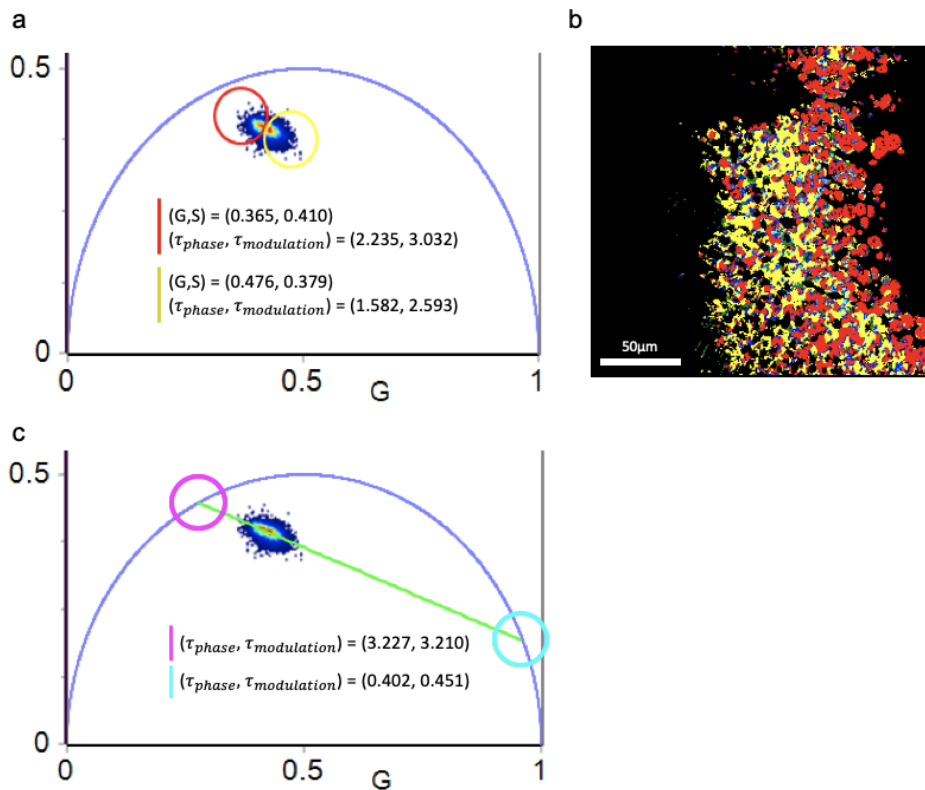 a
b
0.5
(G,S) = (0.365, 0.410)
(τphase, τmodulation) = (2.235, 3.032)
(G,S) = (0.476, 0.379)
(τphase, τmodulation) = (1.582, 2.593)
0
0
0.5
1
G
50µm
c
0.5
(τphase, τmodulation) = (3.227, 3.210)
(τphase, τmodulation) = (0.402, 0.451)
0
0
0.5
1
G